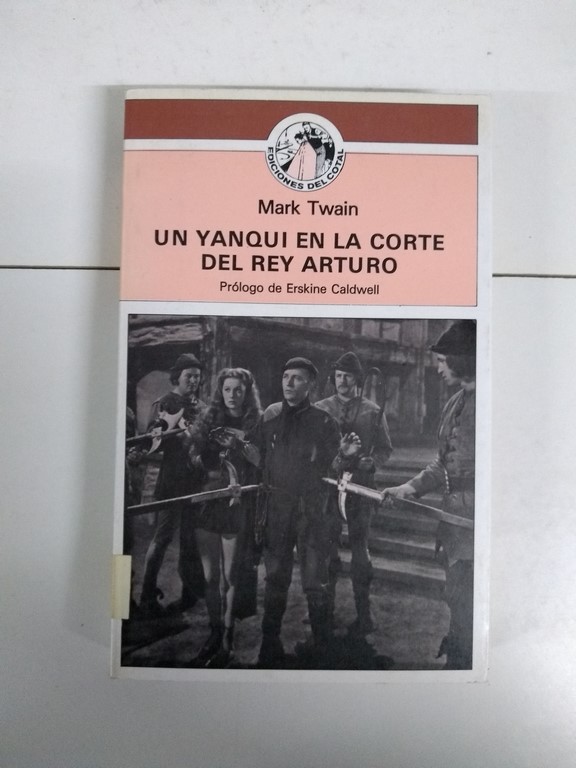 EDICIONES DEL COTAL
Mark Twain
UN YANQUI EN LA CORTE
DEL REY ARTURO
Prólogo de Erskine Caldwell